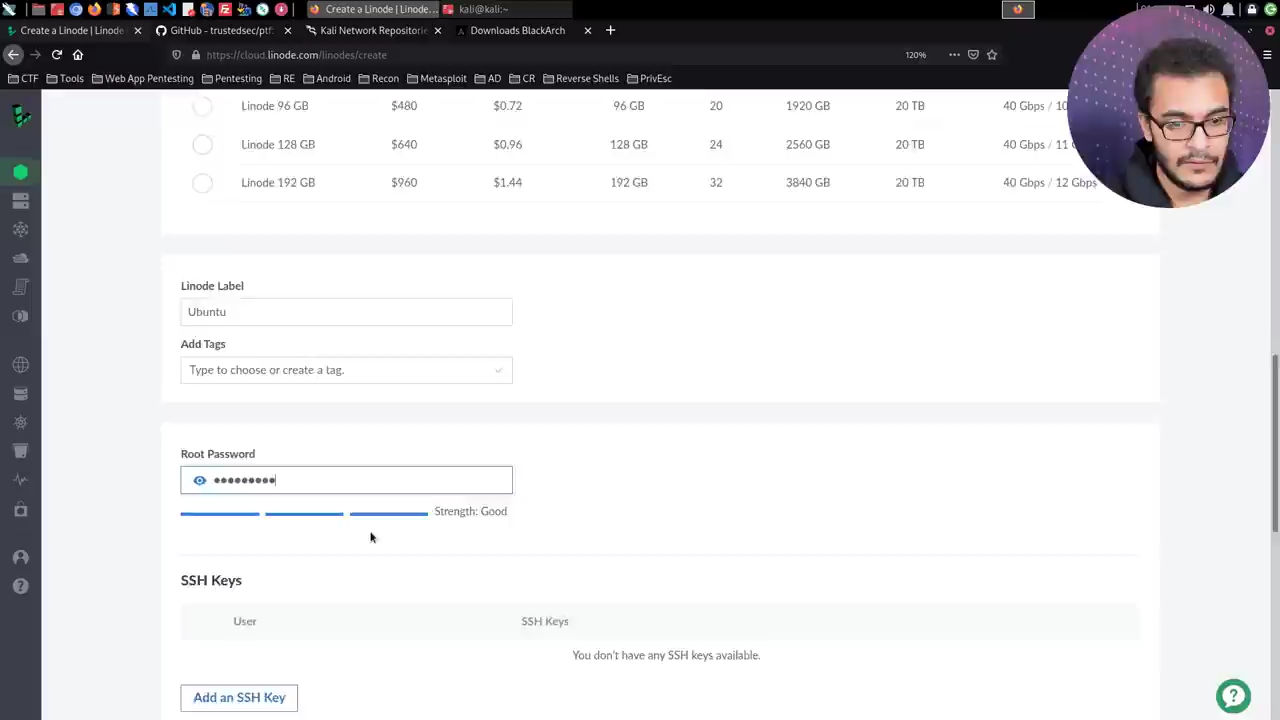 Create a Linode | Linode...
kali@kali:~
Create a Linode | Linode
GitHub - trustedsec/ptf:
Kali Network Repositorie
Downloads BlackArch
https://cloud.linode.com/linodes/create
120%
CTF
Tools
Web App Pentesting
Pentesting
RE
Android
Recon
Metasploit
AD
CR
Reverse Shells
PrivEsc
Linode 96 GB $480 $0.72 96 GB 20 1920 GB 20 TB 40 Gbps / 10
Linode 128 GB $640 $0.96 128 GB 24 2560 GB 20 TB 40 Gbps / 11
Linode 192 GB $960 $1.44 192 GB 32 3840 GB 20 TB 40 Gbps / 12 Gbps
Linode Label
Ubuntu
Add Tags
Type to choose or create a tag.
Root Password
Strength: Good
SSH Keys
User SSH Keys
You don't have any SSH keys available.
Add an SSH Key